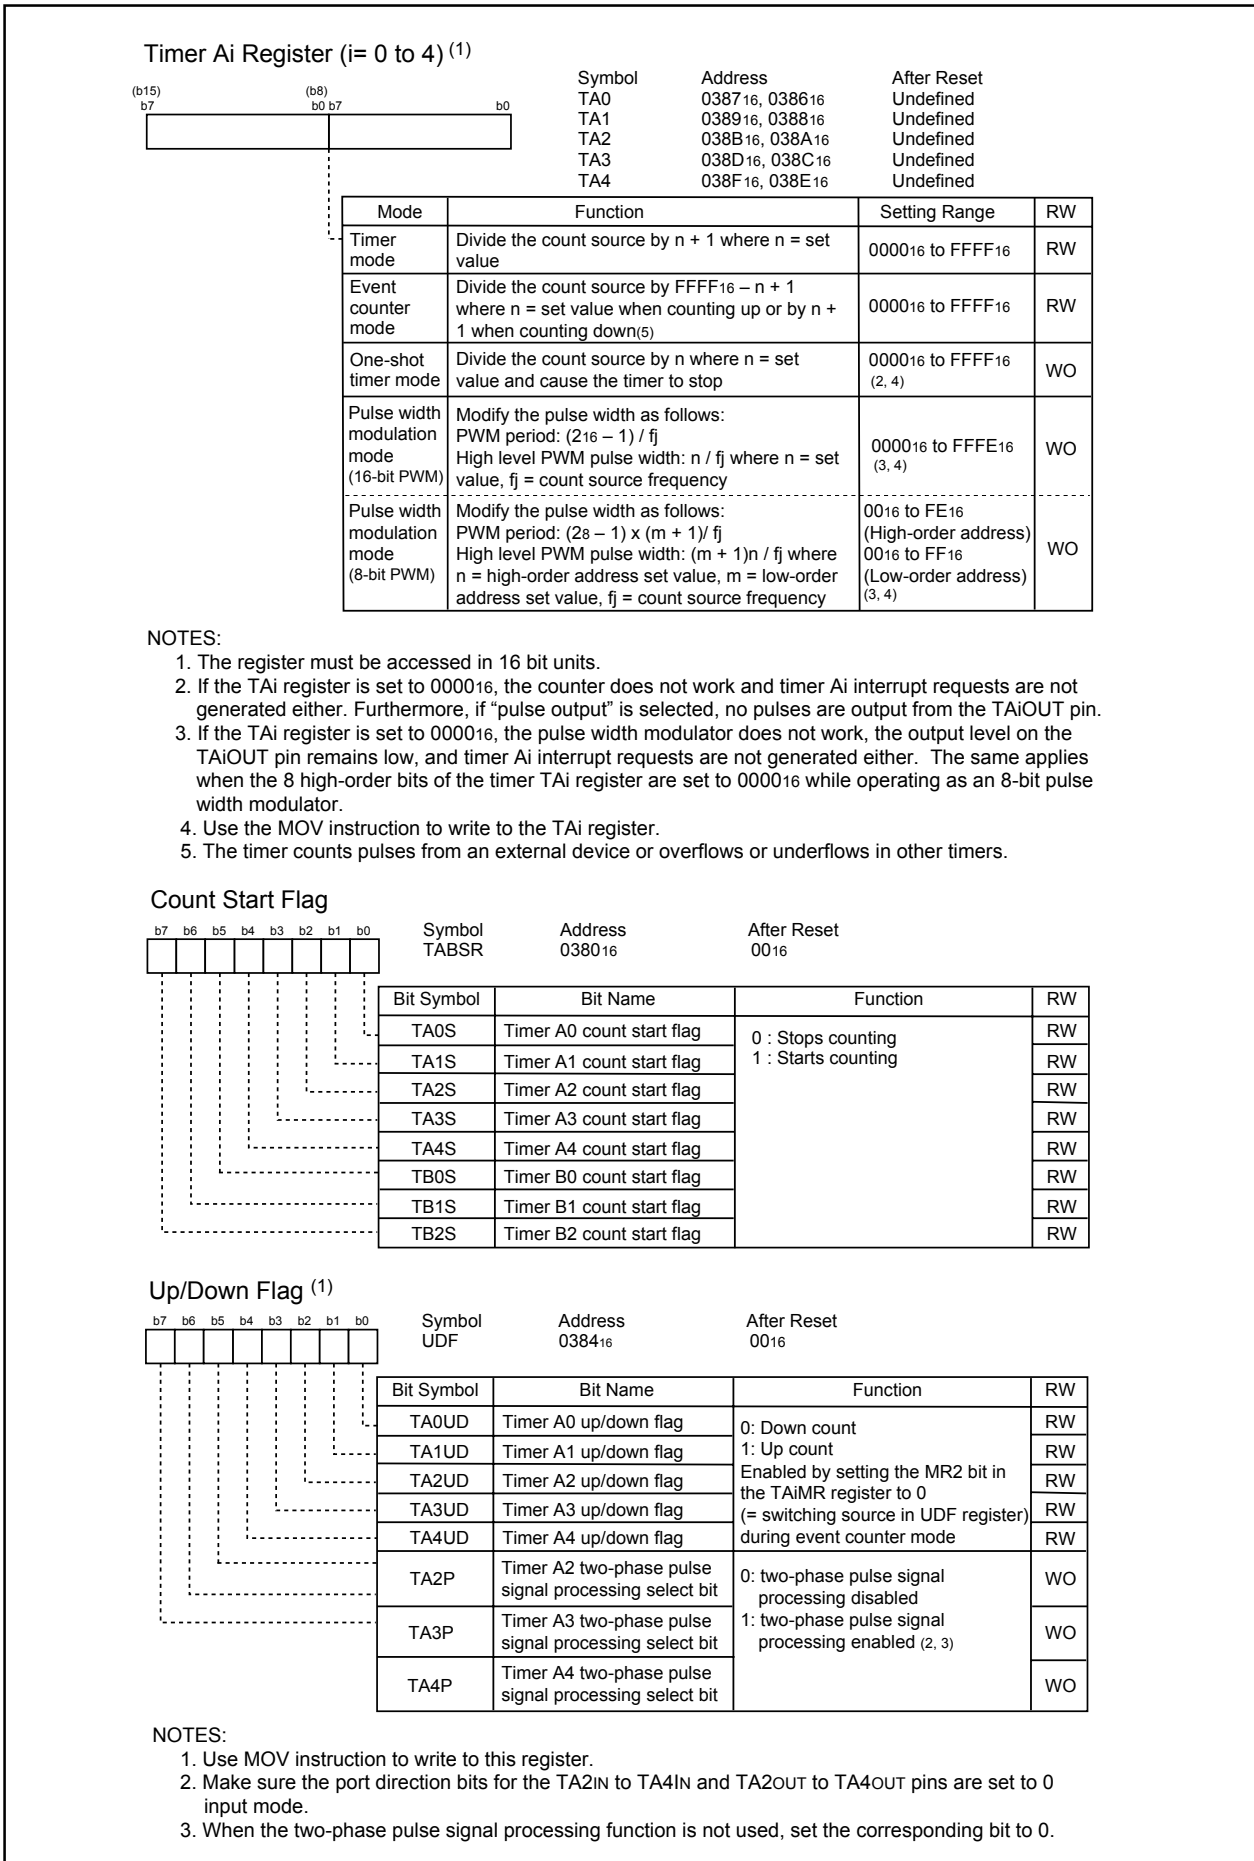 Timer Ai Register (i= 0 to 4) (1)
Symbol Address After Reset
TA0 038716, 038616 Undefined
TA1 038916, 038816 Undefined
TA2 038B16, 038A16 Undefined
TA3 038D16, 038C16 Undefined
TA4 038F16, 038E16 Undefined
(b15) (b8)
b7 b0 b7 b0
Mode Function Setting Range RW
Timer
mode
Divide the count source by n + 1 where n = set
value
000016 to FFFF16
RW
Event
counter
mode
Divide the count source by FFFF16 – n + 1
where n = set value when counting up or by n +
1 when counting down(5)
000016 to FFFF16
RW
One-shot
timer mode
Divide the count source by n where n = set
value and cause the timer to stop
000016 to FFFF16
(2, 4)
WO
Pulse width
modulation
mode
(16-bit PWM)
Modify the pulse width as follows:
PWM period: (216 – 1) / fj
High level PWM pulse width: n / fj where n = set
value, fj = count source frequency
000016 to FFFE16
(3, 4)
WO
Pulse width
modulation
mode
(8-bit PWM)
Modify the pulse width as follows:
PWM period: (28 – 1) x (m + 1)/ fj
High level PWM pulse width: (m + 1)n / fj where
n = high-order address set value, m = low-order
address set value, fj = count source frequency
0016 to FE16
(High-order address)
0016 to FF16
(Low-order address)
(3, 4)
WO
NOTES:
1. The register must be accessed in 16 bit units.
2. If the TAi register is set to 000016, the counter does not work and timer Ai interrupt requests are not
generated either. Furthermore, if “pulse output” is selected, no pulses are output from the TAiOUT pin.
3. If the TAi register is set to 000016, the pulse width modulator does not work, the output level on the
TAiOUT pin remains low, and timer Ai interrupt requests are not generated either. The same applies
when the 8 high-order bits of the timer TAi register are set to 000016 while operating as an 8-bit pulse
width modulator.
4. Use the MOV instruction to write to the TAi register.
5. The timer counts pulses from an external device or overflows or underflows in other timers.
Count Start Flag
b7 b6 b5 b4 b3 b2 b1 b0
Symbol Address After Reset
TABSR 038016 0016
Bit Symbol Bit Name Function RW
TA0S Timer A0 count start flag RW
0 : Stops counting
1 : Starts counting
TA1S Timer A1 count start flag RW
TA2S Timer A2 count start flag RW
TA3S Timer A3 count start flag RW
TA4S Timer A4 count start flag RW
TB0S Timer B0 count start flag RW
TB1S Timer B1 count start flag RW
TB2S Timer B2 count start flag RW
Up/Down Flag (1)
b7 b6 b5 b4 b3 b2 b1 b0
Symbol Address After Reset
UDF 038416 0016
Bit Symbol Bit Name Function RW
TA0UD Timer A0 up/down flag RW
TA1UD Timer A1 up/down flag RW
TA2UD Timer A2 up/down flag RW
TA3UD Timer A3 up/down flag RW
TA4UD Timer A4 up/down flag RW
0: Down count
1: Up count
Enabled by setting the MR2 bit in
the TAiMR register to 0
(= switching source in UDF register)
during event counter mode
TA2P
Timer A2 two-phase pulse
signal processing select bit
WO
0: two-phase pulse signal
processing disabled
1: two-phase pulse signal
processing enabled (2, 3)
TA3P
Timer A3 two-phase pulse
signal processing select bit
WO
TA4P
Timer A4 two-phase pulse
signal processing select bit
WO
NOTES:
1. Use MOV instruction to write to this register.
2. Make sure the port direction bits for the TA2IN to TA4IN and TA2OUT to TA4OUT pins are set to 0
input mode.
3. When the two-phase pulse signal processing function is not used, set the corresponding bit to 0.